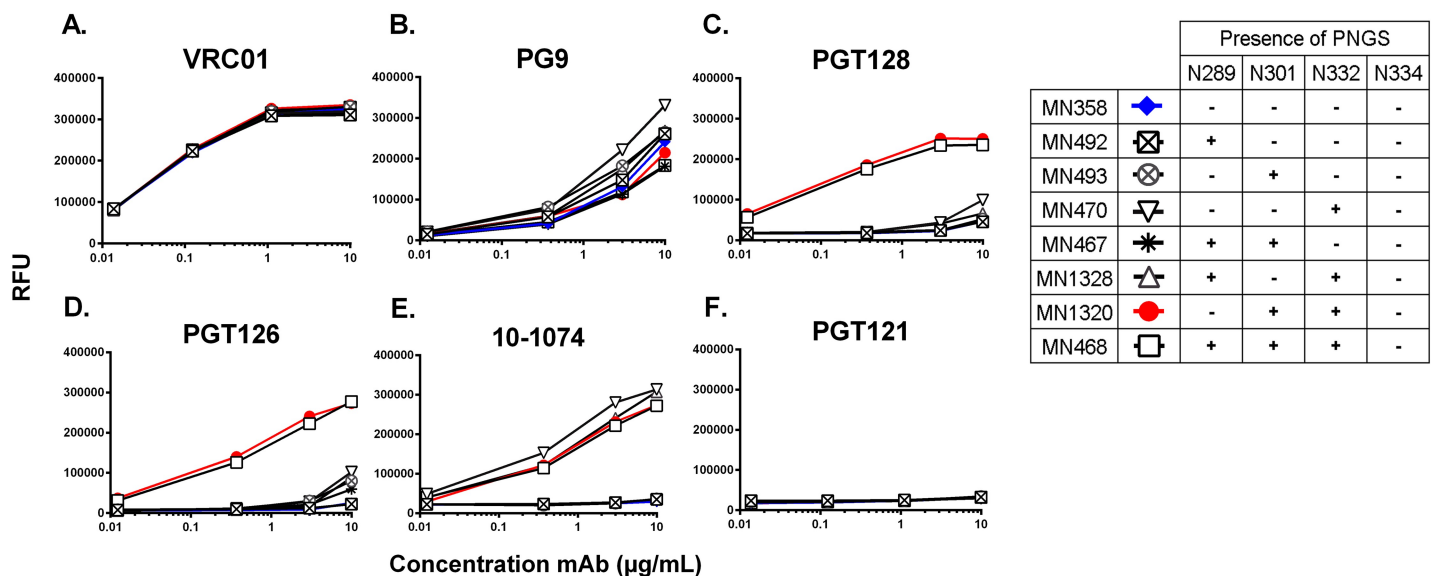 A.
VRC01
400000
300000
200000
100000
0
0.01 0.1 1 10
B.
PG9
400000
300000
200000
100000
0
0.01 0.1 1 10
C.
PGT128
400000
300000
200000
100000
0
0.01 0.1 1 10
RFU
D.
PGT126
400000
300000
200000
100000
0
0.01 0.1 1 10
E.
10-1074
400000
300000
200000
100000
0
0.01 0.1 1 10
F.
PGT121
400000
300000
200000
100000
0
0.01 0.1 1 10
Concentration mAb (µg/mL)
Presence of PNGS
N289 N301 N332 N334
MN358 - - - -
MN492 + - - -
MN493 - + - -
MN470 - - + -
MN467 + + - -
MN1328 + - + -
MN1320 - + + -
MN468 + + + -